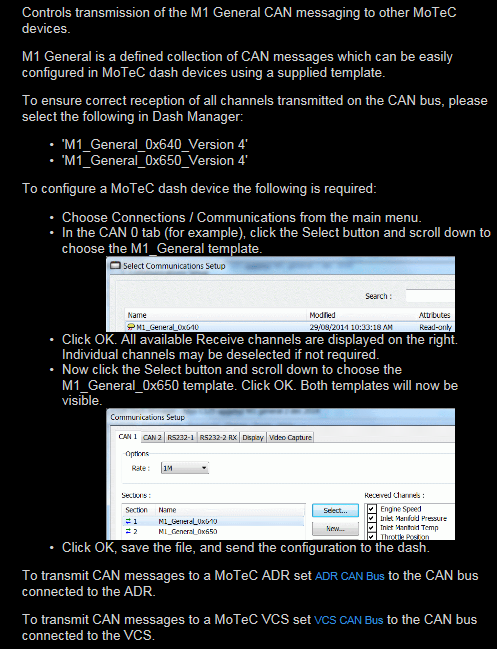 Controls transmission of the M1 General CAN messaging to other MoTeC
devices.
M1 General is a defined collection of CAN messages which can be easily
configured in MoTeC dash devices using a supplied template.
To ensure correct reception of all channels transmitted on the CAN bus, please
select the following in Dash Manager:
• 'M1_General_0x640_Version 4'
• 'M1_General_0x650_Version 4'
To configure a MoTeC dash device the following is required:
• Choose Connections / Communications from the main menu.
• In the CAN 0 tab (for example), click the Select button and scroll down to
choose the M1_General template.
Select Communications Setup
Search :
Name Modified Attributes
M1_General_0x640 29/08/2014 10:33:18 AM Read-only
• Click OK. All available Receive channels are displayed on the right.
Individual channels may be deselected if not required.
• Now click the Select button and scroll down to choose the
M1_General_0x650 template. Click OK. Both templates will now be
visible.
Communications Setup
CAN 1 CAN 2 RS232-1 RS232-2 RX Display Video Capture
Options
Rate : 1M
Sections : Received Channels :
Section Name Select... Engine Speed
1 M1_General_0x640 Inlet Manifold Pressure
2 M1_General_0x650 New... Inlet Manifold Temp
Throttle Position
• Click OK, save the file, and send the configuration to the dash.
To transmit CAN messages to a MoTeC ADR set ADR CAN Bus to the CAN bus
connected to the ADR.
To transmit CAN messages to a MoTeC VCS set VCS CAN Bus to the CAN bus
connected to the VCS.